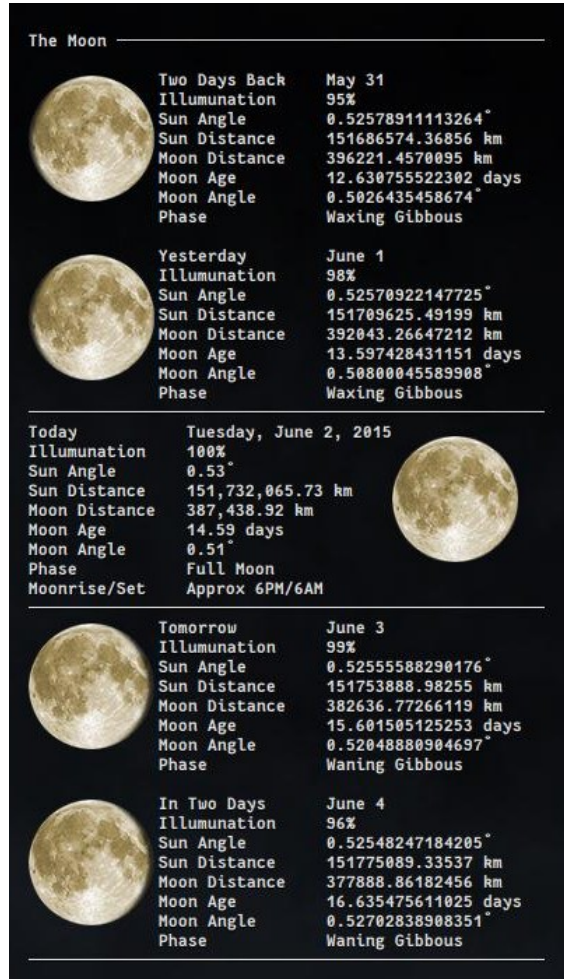 The Moon
Two Days Back May 31
Illumunation 95%
Sun Angle 0.52578911113264°
Sun Distance 151686574.36856 km
Moon Distance 396221.4570095 km
Moon Age 12.630755522302 days
Moon Angle 0.5026435458674°
Phase Waxing Gibbous
Yesterday June 1
Illumunation 98%
Sun Angle 0.52570922147725°
Sun Distance 151709625.49199 km
Moon Distance 392043.26647212 km
Moon Age 13.597428431151 days
Moon Angle 0.50800045589908°
Phase Waxing Gibbous
Today Tuesday, June 2, 2015
Illumunation 100%
Sun Angle 0.53°
Sun Distance 151,732,065.73 km
Moon Distance 387,438.92 km
Moon Age 14.59 days
Moon Angle 0.51°
Phase Full Moon
Moonrise/Set Approx 6PM/6AM
Tomorrow June 3
Illumunation 99%
Sun Angle 0.52555588290176°
Sun Distance 151753888.98255 km
Moon Distance 382636.77266119 km
Moon Age 15.601505125253 days
Moon Angle 0.52048880904697°
Phase Waning Gibbous
In Two Days June 4
Illumunation 96%
Sun Angle 0.52548247184205°
Sun Distance 151775089.33537 km
Moon Distance 377888.86182456 km
Moon Age 16.635475611025 days
Moon Angle 0.52702838908351°
Phase Waning Gibbous